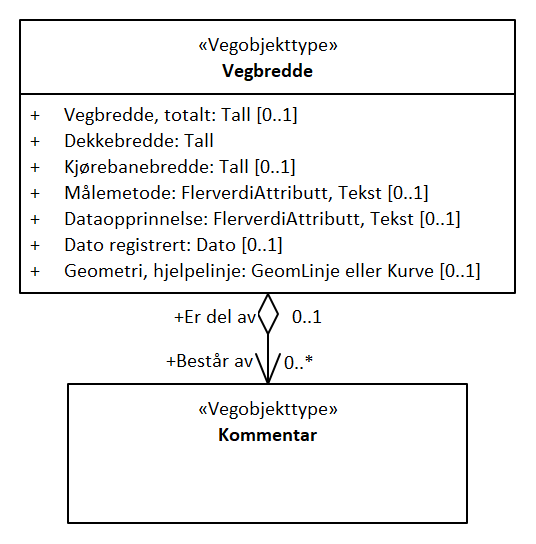 «Vegobjekttype»
Vegbredde
+ Vegbredde, totalt: Tall [0..1]
+ Dekkebredde: Tall
+ Kjørebanebredde: Tall [0..1]
+ Målemetode: FlerverdiAttributt, Tekst [0..1]
+ Dataopprinnelse: FlerverdiAttributt, Tekst [0..1]
+ Dato registrert: Dato [0..1]
+ Geometri, hjelpelinje: GeomLinje eller Kurve [0..1]
+Er del av 0..1
+Består av 0..*
«Vegobjekttype»
Kommentar